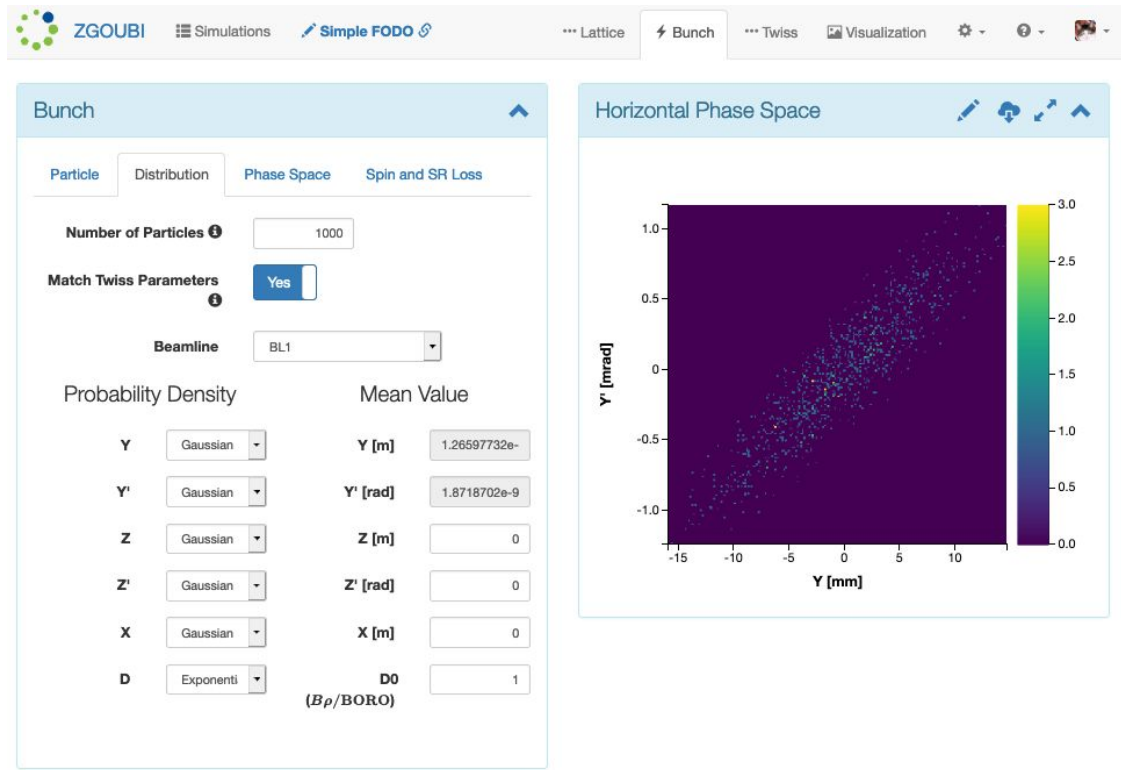 ZGOUBI Simulations Simple FODO Lattice Bunch Twiss Visualization
Bunch
Particle Distribution Phase Space Spin and SR Loss
Number of Particles 1000
Match Twiss Parameters Yes
Beamline BL1
Probability Density Mean Value
Y Gaussian Y [m] 1.26597732e-
Y' Gaussian Y' [rad] 1.8718702e-9
Z Gaussian Z [m] 0
Z' Gaussian Z' [rad] 0
X Gaussian X [m] 0
D Exponenti D0 1
(Bρ/BORO)
Horizontal Phase Space
1.0
0.5
0
-0.5
-1.0
Y' [mrad]
-15 -10 -5 0 5 10
Y [mm]
3.0
2.5
2.0
1.5
1.0
0.5
0.0